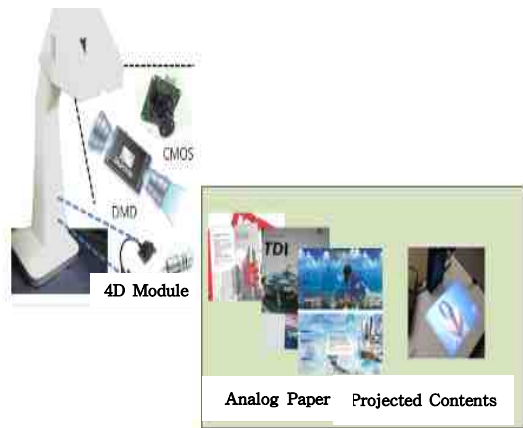 CMOS
DMD
4D Module
TDI
Analog Paper
Projected Contents